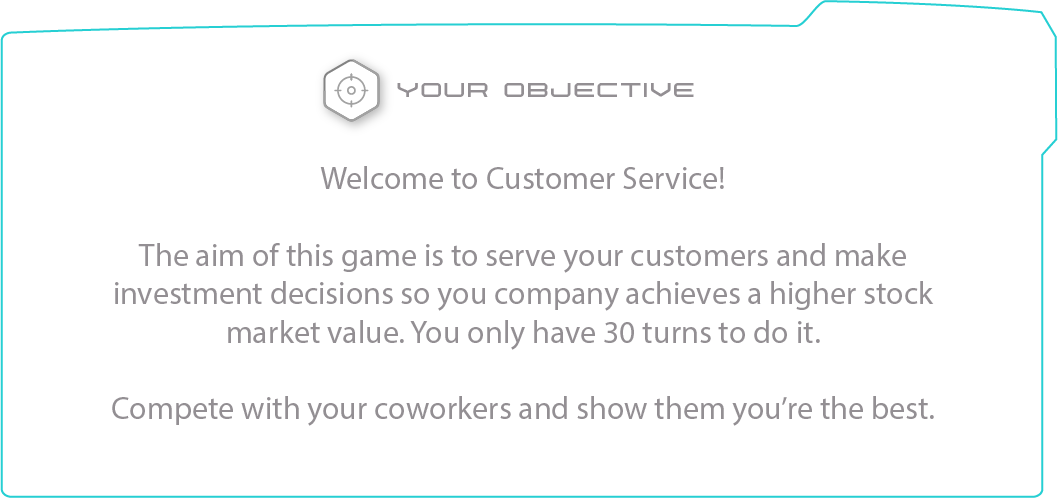 YOUR OBJECTIVE
Welcome to Customer Service!
The aim of this game is to serve your customers and make
investment decisions so you company achieves a higher stock
market value. You only have 30 turns to do it.
Compete with your coworkers and show them you’re the best.